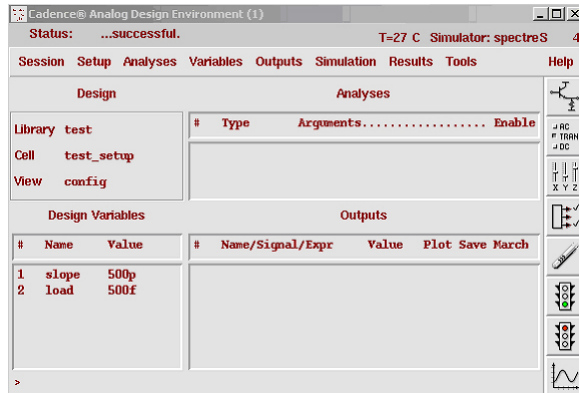 Cadence® Analog Design Environment (1)
Status: ...successful. T=27 C Simulator: spectreS 4
Session Setup Analyses Variables Outputs Simulation Results Tools Help
Design
Analyses
Library test
Cell test_setup
View config
# Type Arguments.................. Enable
Design Variables
Outputs
# Name Value
1 slope 500p
2 load 500f
# Name/Signal/Expr Value Plot Save March
AC
TRAN
DC
X Y Z
>